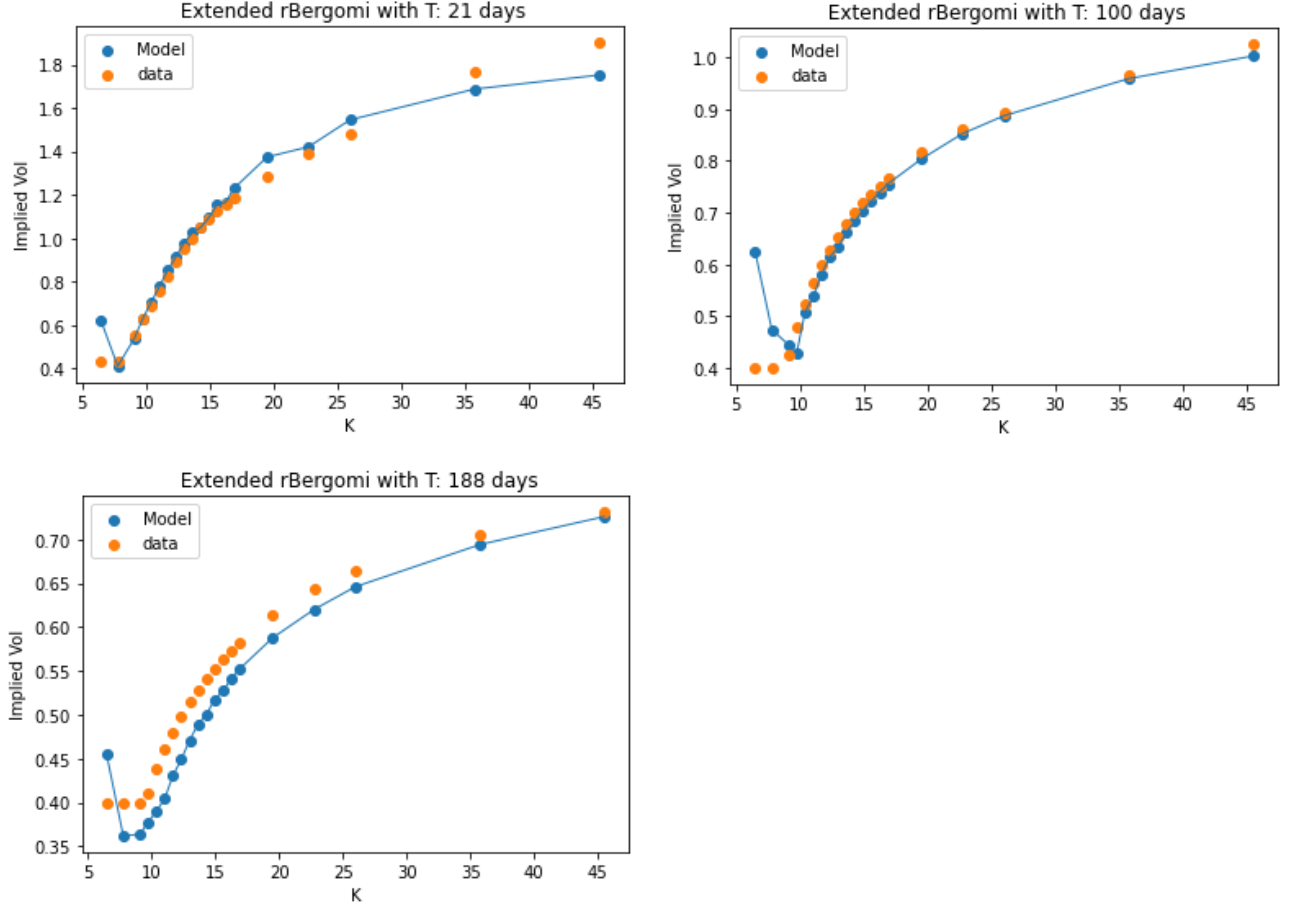 Extended rBergomi with T: 21 days
Model
data
1.8
1.6
1.4
1.2
1.0
0.8
0.6
0.4
Implied Vol
5 10 15 20 25 30 35 40 45
K
Extended rBergomi with T: 100 days
Model
data
1.0
0.9
0.8
0.7
0.6
0.5
0.4
Implied Vol
5 10 15 20 25 30 35 40 45
K
Extended rBergomi with T: 188 days
Model
data
0.70
0.65
0.60
0.55
0.50
0.45
0.40
0.35
Implied Vol
5 10 15 20 25 30 35 40 45
K